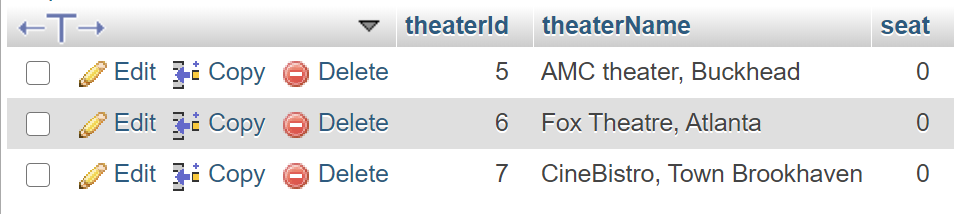 theaterId theaterName seat
Edit Copy Delete 5 AMC theater, Buckhead 0
Edit Copy Delete 6 Fox Theatre, Atlanta 0
Edit Copy Delete 7 CineBistro, Town Brookhaven 0